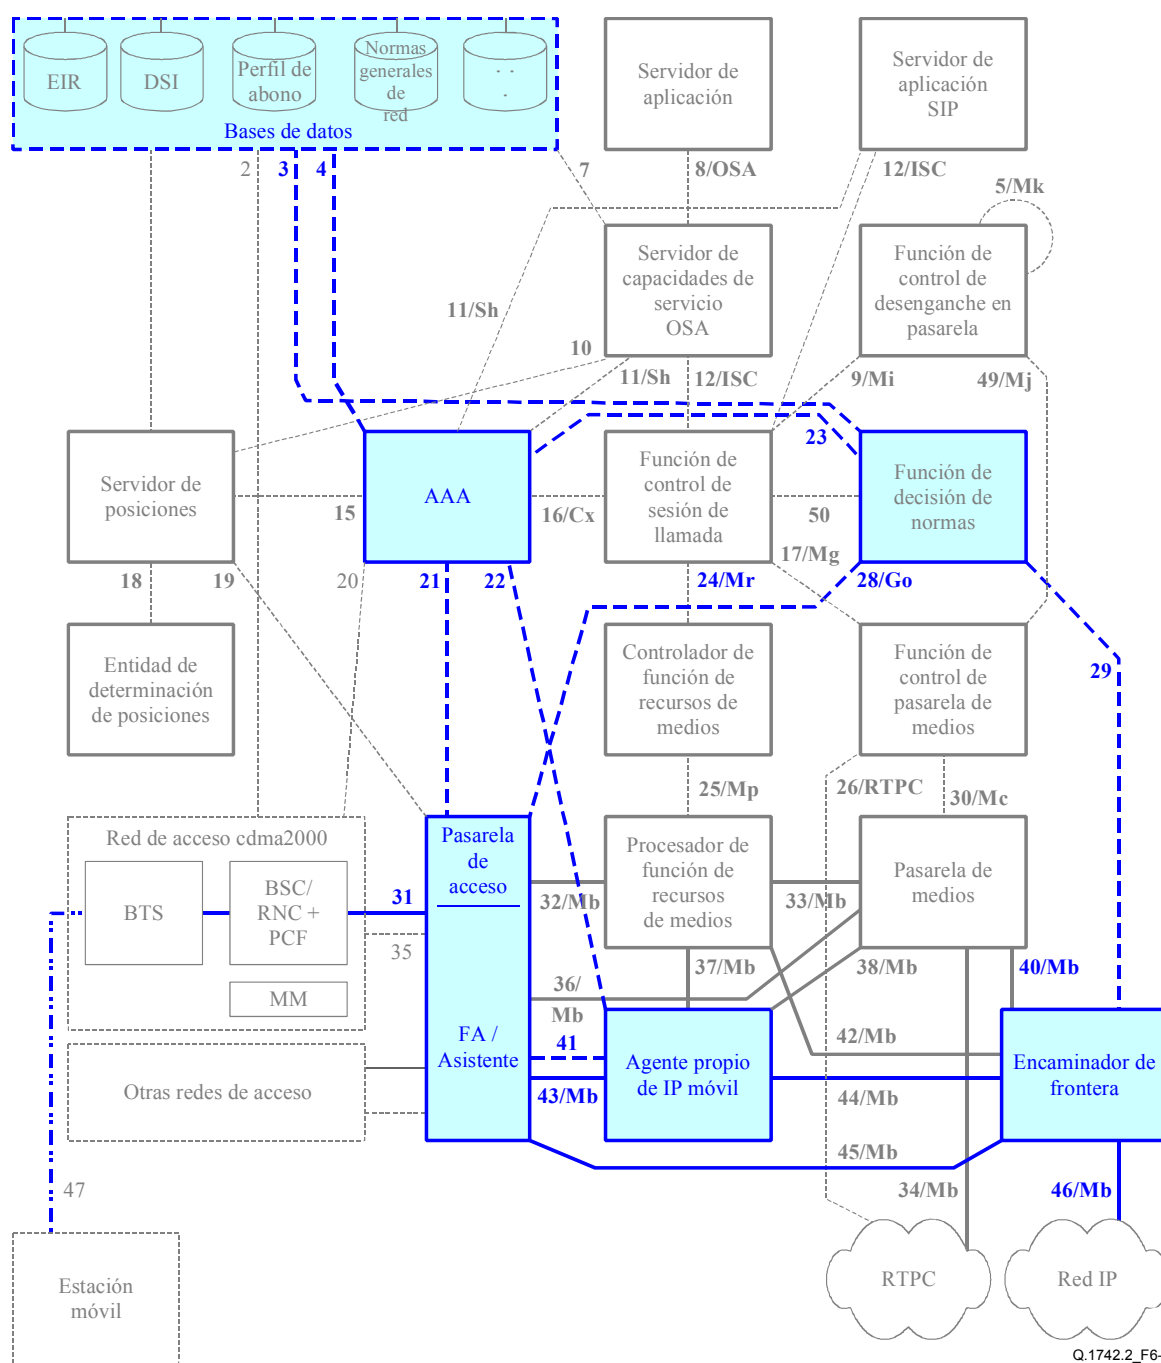 EIR
DSI
Perfil de
abono
Normas
generales
de
red
. .
.
Bases de datos
Servidor de
aplicación
Servidor de
aplicación
SIP
2
3
4
7
8/OSA
12/ISC
5/Mk
Servidor de
capacidades de
servicio
OSA
Función de
control de
desenganche en
pasarela
11/Sh
10
11/Sh
12/ISC
9/Mi
49/Mj
23
Servidor de
posiciones
15
AAA
16/Cx
Función de
control de
sesión de
llamada
50
Función de
decisión de
normas
17/Mg
18
19
20
21
22
24/Mr
28/Go
Entidad de
determinación
de posiciones
Controlador de
función de
recursos de
medios
Función de
control de
pasarela de
medios
29
25/Mp
26/RTPC
30/Mc
Red de acceso cdma2000
BTS
BSC/
RNC +
PCF
MM
31
35
Pasarela
de
acceso
FA /
Asistente
32/Mb
Procesador de
función de
recursos
de medios
33/Mb
Pasarela de
medios
36/
Mb
37/Mb
38/Mb
40/Mb
41
42/Mb
Otras redes de acceso
43/Mb
Agente propio
de IP móvil
44/Mb
Encaminador de
frontera
45/Mb
47
34/Mb
46/Mb
Estación
móvil
RTPC
Red IP
Q.1742.2_F6-